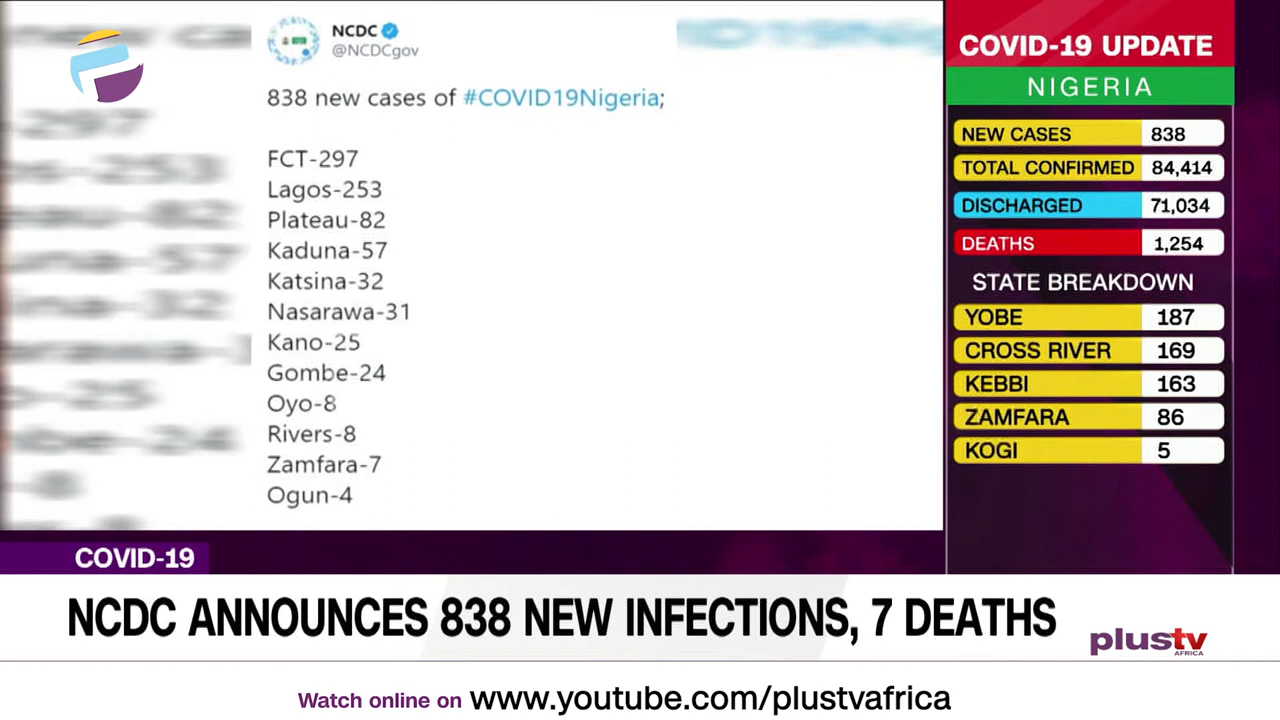 NCDC
@NCDCgov
838 new cases of #COVID19Nigeria;
FCT-297
Lagos-253
Plateau-82
Kaduna-57
Katsina-32
Nasarawa-31
Kano-25
Gombe-24
Oyo-8
Rivers-8
Zamfara-7
Ogun-4
COVID-19 UPDATE
NIGERIA
NEW CASES 838
TOTAL CONFIRMED 84,414
DISCHARGED 71,034
DEATHS 1,254
STATE BREAKDOWN
YOBE 187
CROSS RIVER 169
KEBBI 163
ZAMFARA 86
KOGI 5
COVID-19
NCDC ANNOUNCES 838 NEW INFECTIONS, 7 DEATHS
plustv
AFRICA
Watch online on www.youtube.com/plustvafrica